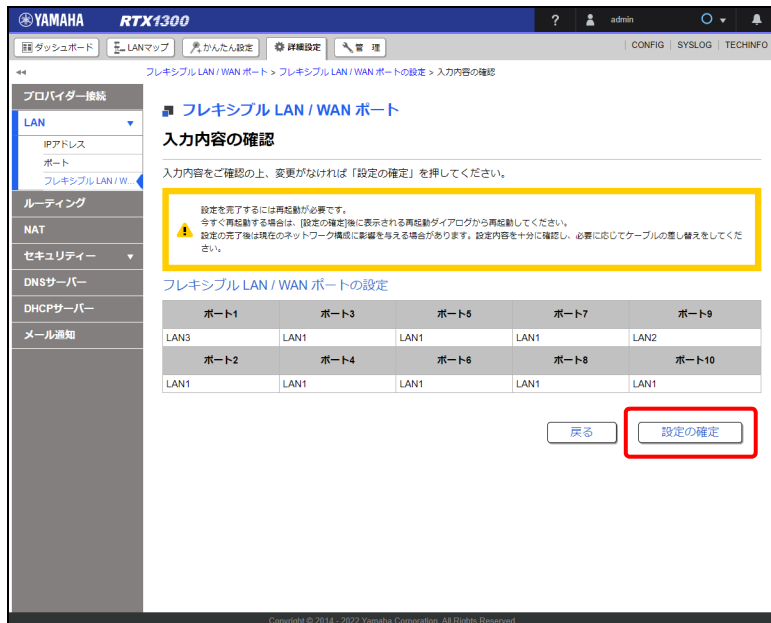 YAMAHA RTX1300 ? admin
ダッシュボード LANマップ かんたん設定 詳細設定 管 理 CONFIG SYSLOG TECHINFO
フレキシブル LAN / WAN ポート > フレキシブル LAN / WAN ポートの設定 > 入力内容の確認
プロバイダー接続
LAN
IPアドレス
ポート
フレキシブル LAN / W...
ルーティング
NAT
セキュリティー
DNSサーバー
DHCPサーバー
メール通知
フレキシブル LAN / WAN ポート
入力内容の確認
入力内容をご確認の上、変更がなければ「設定の確定」を押してください。
設定を完了するには再起動が必要です。
今すぐ再起動する場合は、[設定の確定]後に表示される再起動ダイアログから再起動してください。
設定の完了後は現在のネットワーク構成に影響を与える場合があります。設定内容を十分に確認し、必要に応じてケーブルの差し替えをしてくだ
さい。
フレキシブル LAN / WAN ポートの設定
ポート1 ポート3 ポート5 ポート7 ポート9
LAN3 LAN1 LAN1 LAN1 LAN2
ポート2 ポート4 ポート6 ポート8 ポート10
LAN1 LAN1 LAN1 LAN1 LAN1
戻る 設定の確定
Copyright © 2014 - 2022 Yamaha Corporation. All Rights Reserved.